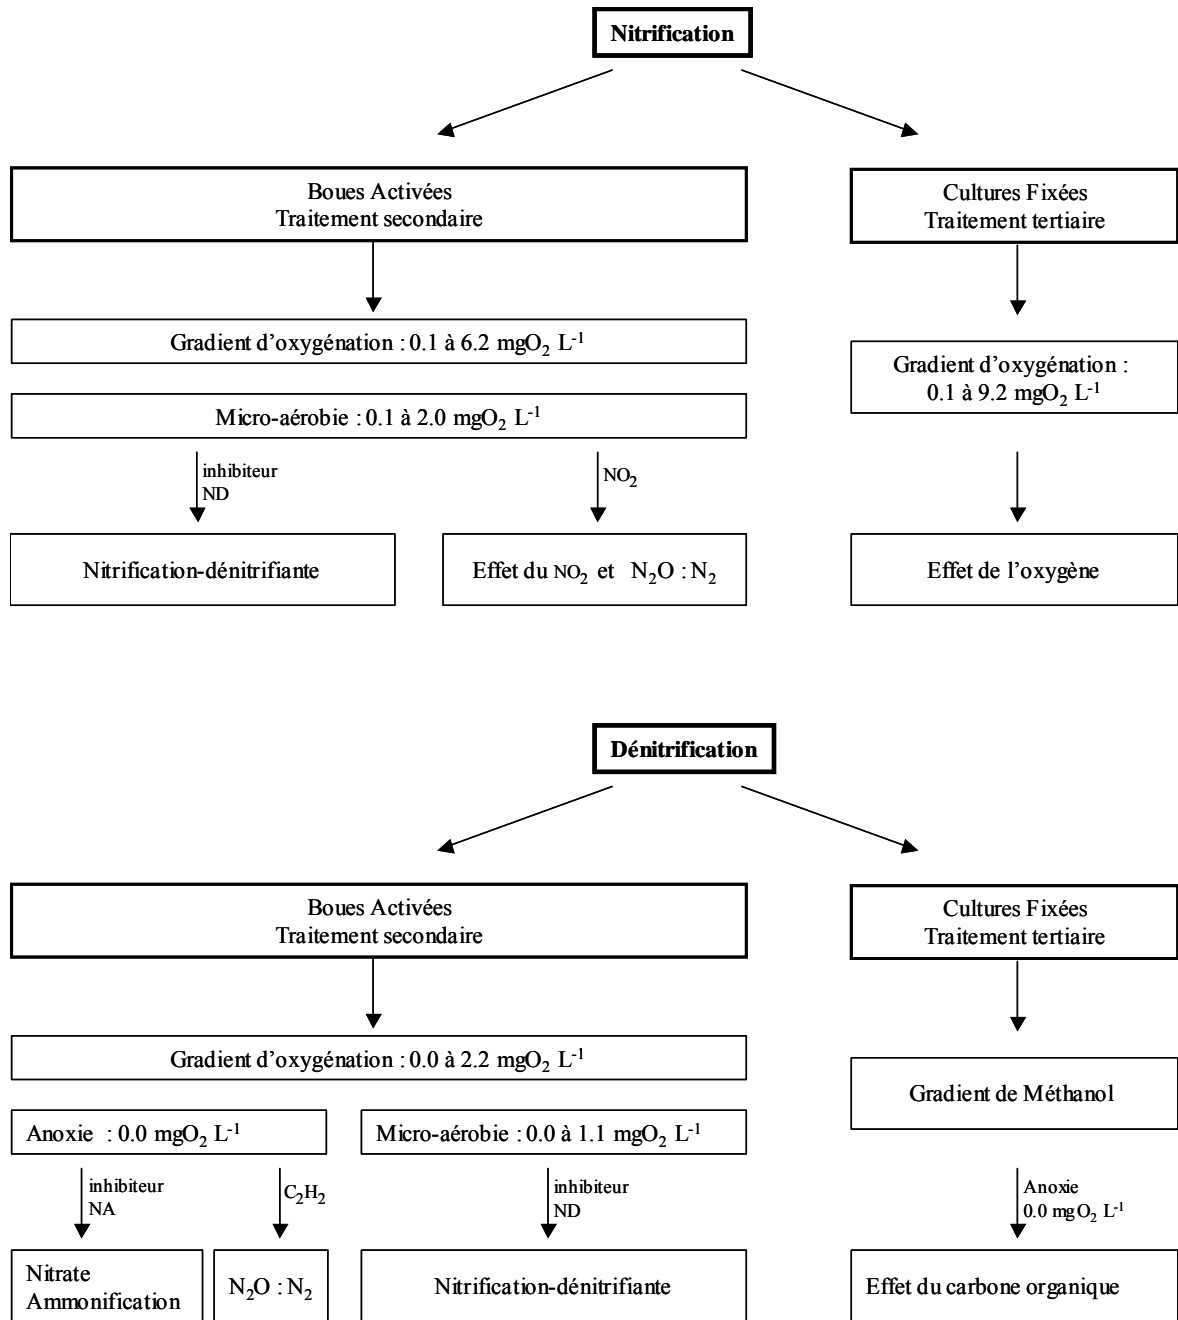 Nitrification
Boues Activées
Traitement secondaire
Cultures Fixées
Traitement tertiaire
Gradient d’oxygénation : 0.1 à 6.2 mgO₂ L⁻¹
Micro-aérobie : 0.1 à 2.0 mgO₂ L⁻¹
Gradient d’oxygénation :
0.1 à 9.2 mgO₂ L⁻¹
inhibiteur
ND
NO₂
Nitrification-dénitrifiante
Effet du NO₂ et N₂O : N₂
Effet de l’oxygène
Dénitrification
Boues Activées
Traitement secondaire
Cultures Fixées
Traitement tertiaire
Gradient d’oxygénation : 0.0 à 2.2 mgO₂ L⁻¹
Gradient de Méthanol
Anoxie : 0.0 mgO₂ L⁻¹
Micro-aérobie : 0.0 à 1.1 mgO₂ L⁻¹
inhibiteur
NA
C₂H₂
inhibiteur
ND
Anoxie
0.0 mgO₂ L⁻¹
Nitrate
Ammonification
N₂O : N₂
Nitrification-dénitrifiante
Effet du carbone organique